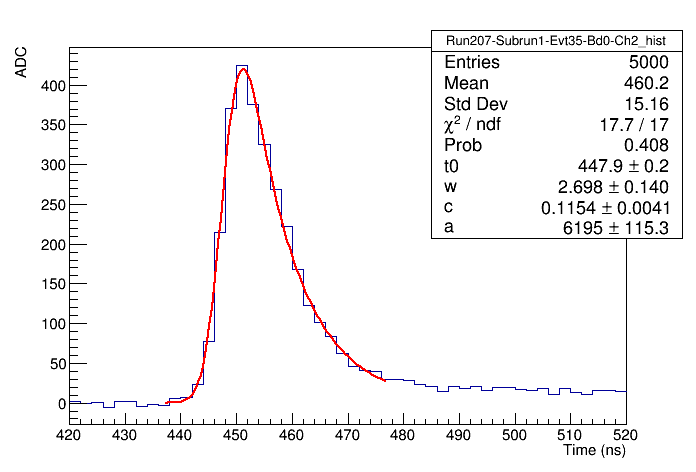 Run207-Subrun1-Evt35-Bd0-Ch2_hist
Entries 5000
Mean 460.2
Std Dev 15.16
χ² / ndf 17.7 / 17
Prob 0.408
t0 447.9 ± 0.2
w 2.698 ± 0.140
c 0.1154 ± 0.0041
a 6195 ± 115.3
ADC
400
350
300
250
200
150
100
50
0
420 430 440 450 460 470 480 490 500 510 520
Time (ns)